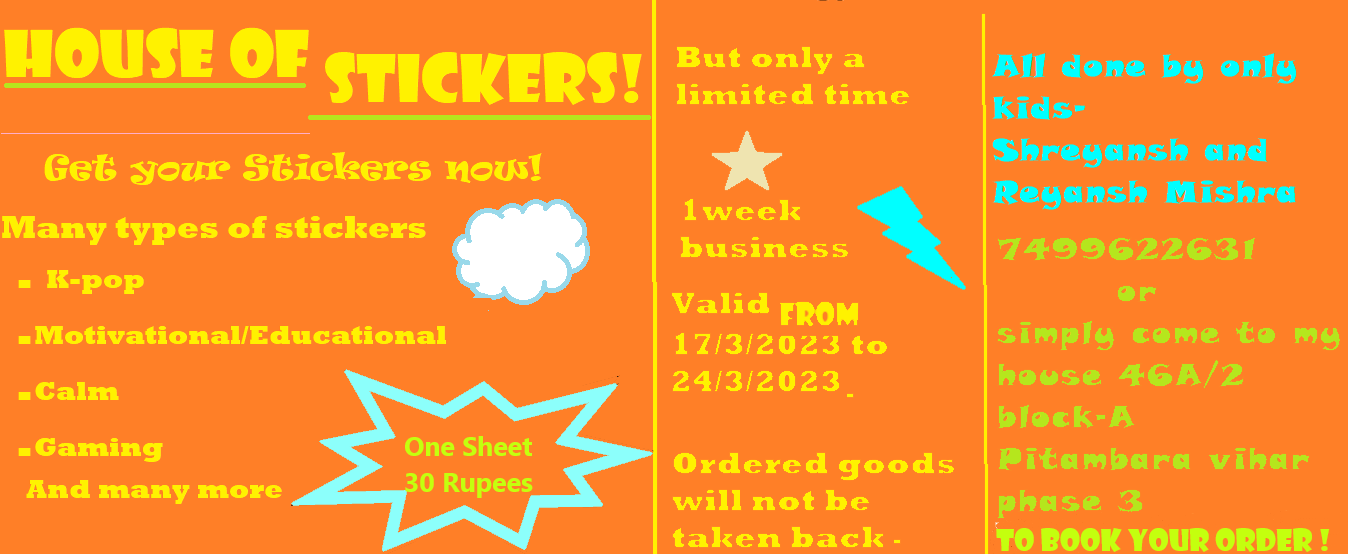 HOUSE OF STICKERS!
Get your Stickers now!
Many types of stickers
. K-pop
.Motivational/Educational
.Calm
.Gaming
And many more
One Sheet
30 Rupees
But only a
limited time
1week
business
Valid FROM
17/3/2023 to
24/3/2023.
Ordered goods
will not be
taken back -
All done by only
kids-
Shreyansh and
Reyansh Mishra
7499622631
or
simply come to my
house 46A/2
block-A
Pitambara vihar
phase 3
TO BOOK YOUR ORDER !